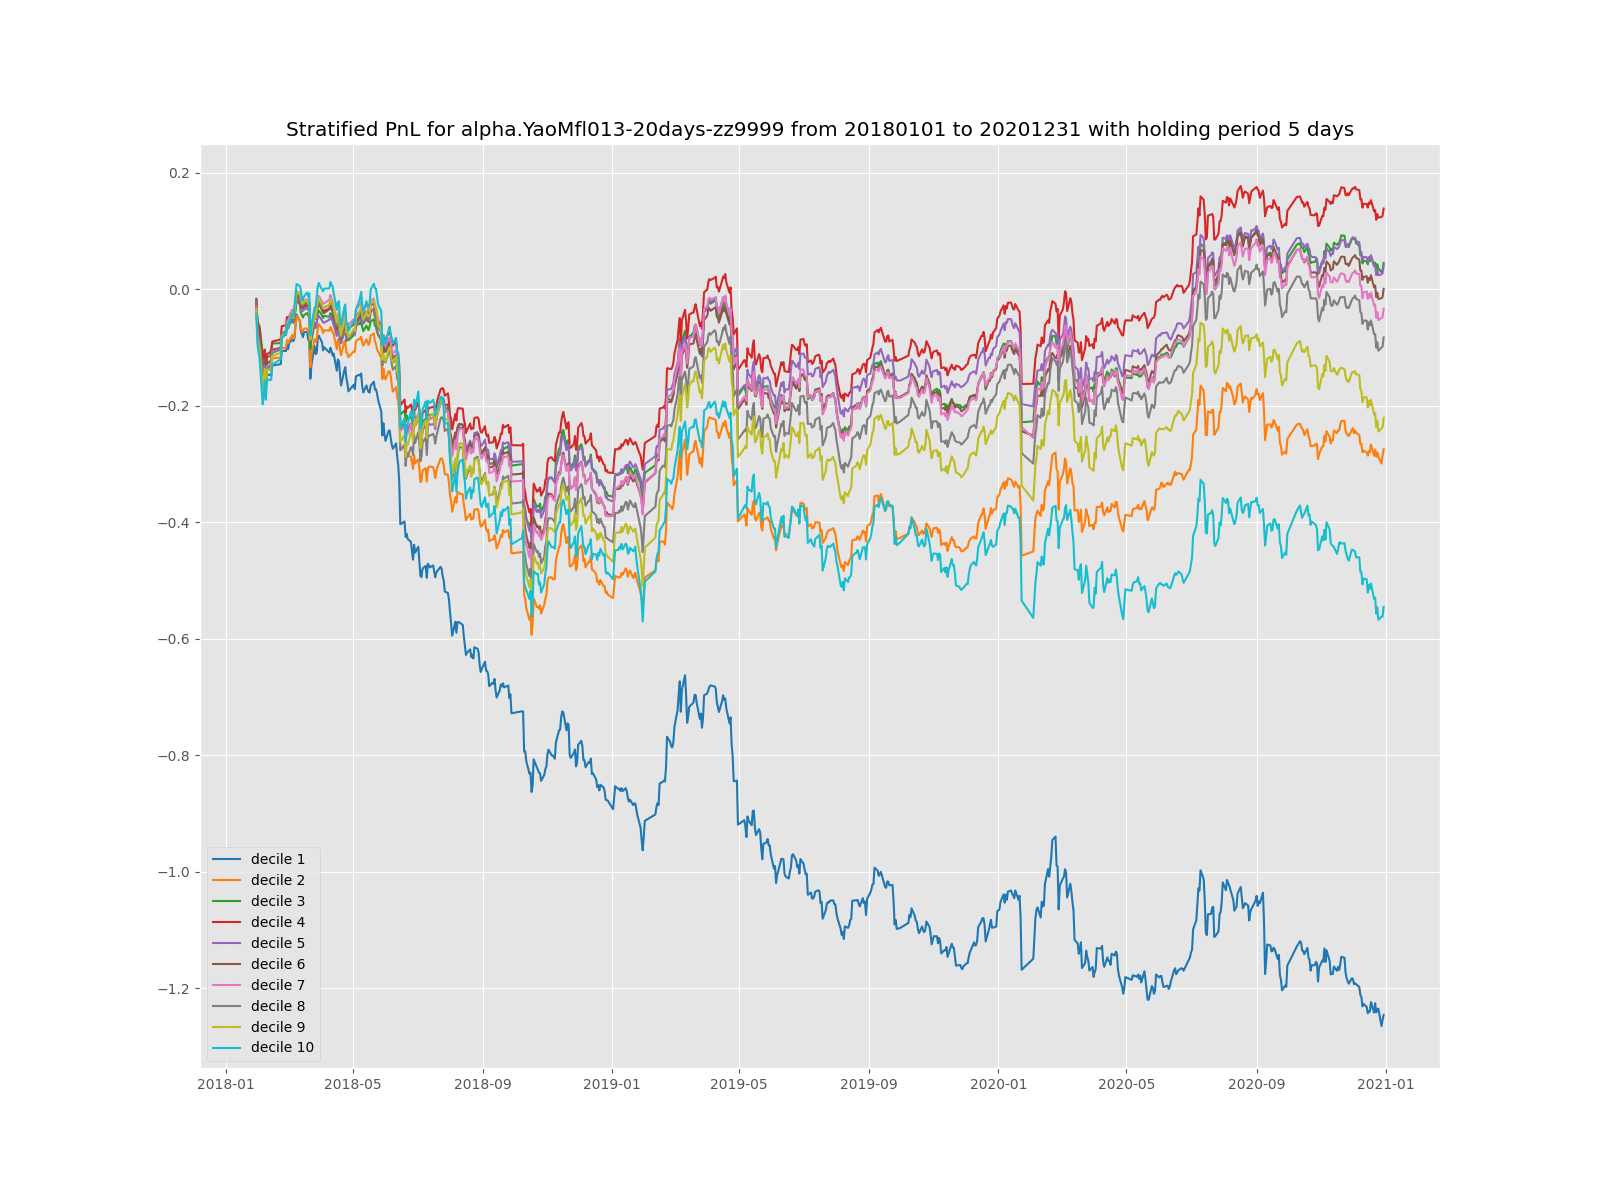 Stratified PnL for alpha.YaoMfl013-20days-zz9999 from 20180101 to 20201231 with holding period 5 days
0.2
0.0
−0.2
−0.4
−0.6
−0.8
−1.0
−1.2
decile 1
decile 2
decile 3
decile 4
decile 5
decile 6
decile 7
decile 8
decile 9
decile 10
2018-01
2018-05
2018-09
2019-01
2019-05
2019-09
2020-01
2020-05
2020-09
2021-01